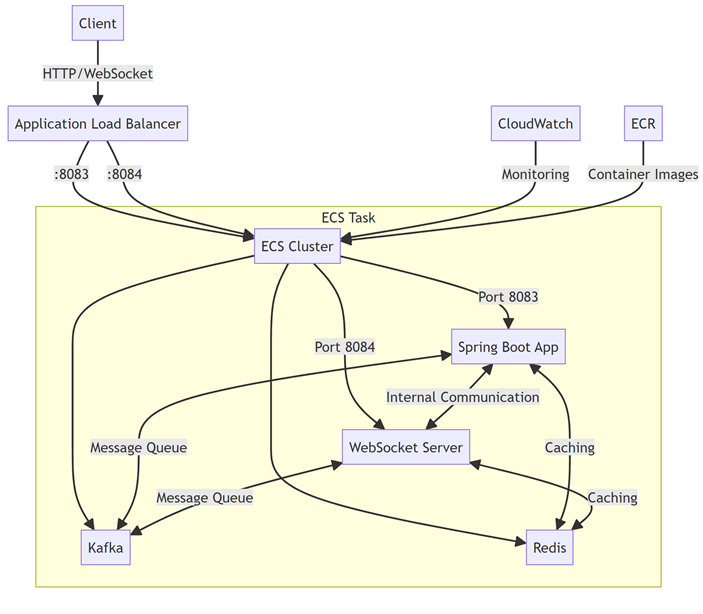 Client
HTTP/WebSocket
Application Load Balancer
CloudWatch
ECR
:8083
:8084
Monitoring
Container Images
ECS Task
ECS Cluster
Port 8083
Port 8084
Spring Boot App
Internal Communication
Message Queue
WebSocket Server
Caching
Message Queue
Caching
Kafka
Redis